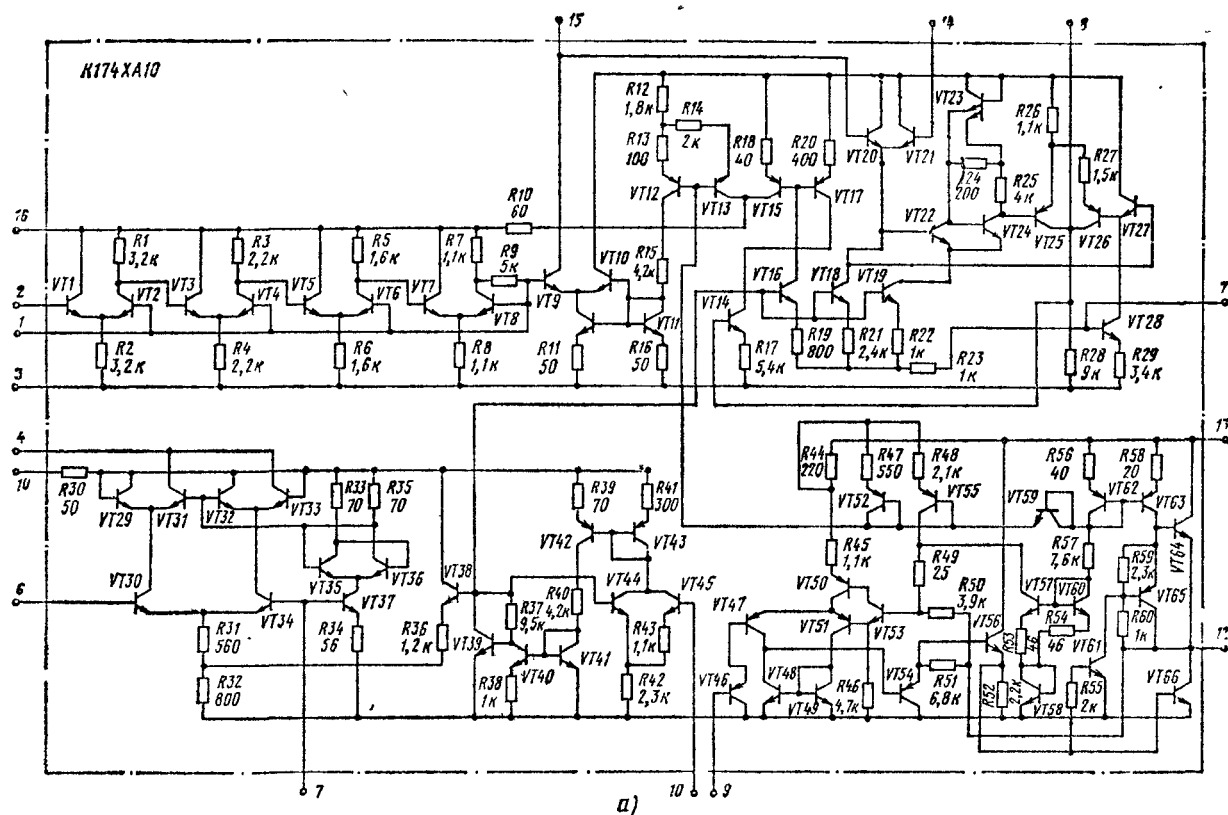 15
14
8
К174ХА10
R12
1,8к
R14
2к
R13
100
R18
40
R20
400
VT23
R26
1,1к
R27
1,5к
VT20
VT21
R24
200
R25
4к
VT12
VT13
VT15
VT17
VT22
VT24
VT25
VT26
VT27
16
R10
60
R1
3,2к
R3
2,2к
R5
1,6к
R7
1,1к
R9
5к
VT10
R15
4,2к
VT16
VT18
VT19
2
VT1
VT2
VT3
VT4
VT5
VT6
VT7
VT8
VT9
VT11
VT14
VT28
7
1
R2
3,2к
R4
2,2к
R6
1,6к
R8
1,1к
R11
50
R16
50
R17
5,4к
R19
800
R21
2,4к
R22
1к
R23
1к
R28
9к
R29
3,4к
3
4
10
R30
50
VT29
VT31
VT32
VT33
R33
70
R35
70
R39
70
R41
300
R44
220
R47
550
R48
2,1к
VT52
VT55
VT59
R56
40
R58
20
VT62
VT63
VT64
VT30
VT34
VT35
VT36
VT37
VT38
VT42
VT43
R45
1,1к
R49
25
R57
7,6к
R59
2,3к
VT65
6
R31
560
R32
800
R34
56
R36
1,2к
VT39
R37
9,5к
R40
4,2к
VT44
VT45
VT40
VT41
R38
1к
R43
1,1к
R42
2,3к
VT47
VT50
VT51
VT53
R50
3,9к
VT56
VT57
VT60
R53
46
R54
46
VT61
R60
1к
12
VT46
VT48
VT49
R46
4,7к
VT54
R51
6,8к
R52
2,2к
VT58
R55
2к
VT66
7
10
9
а)